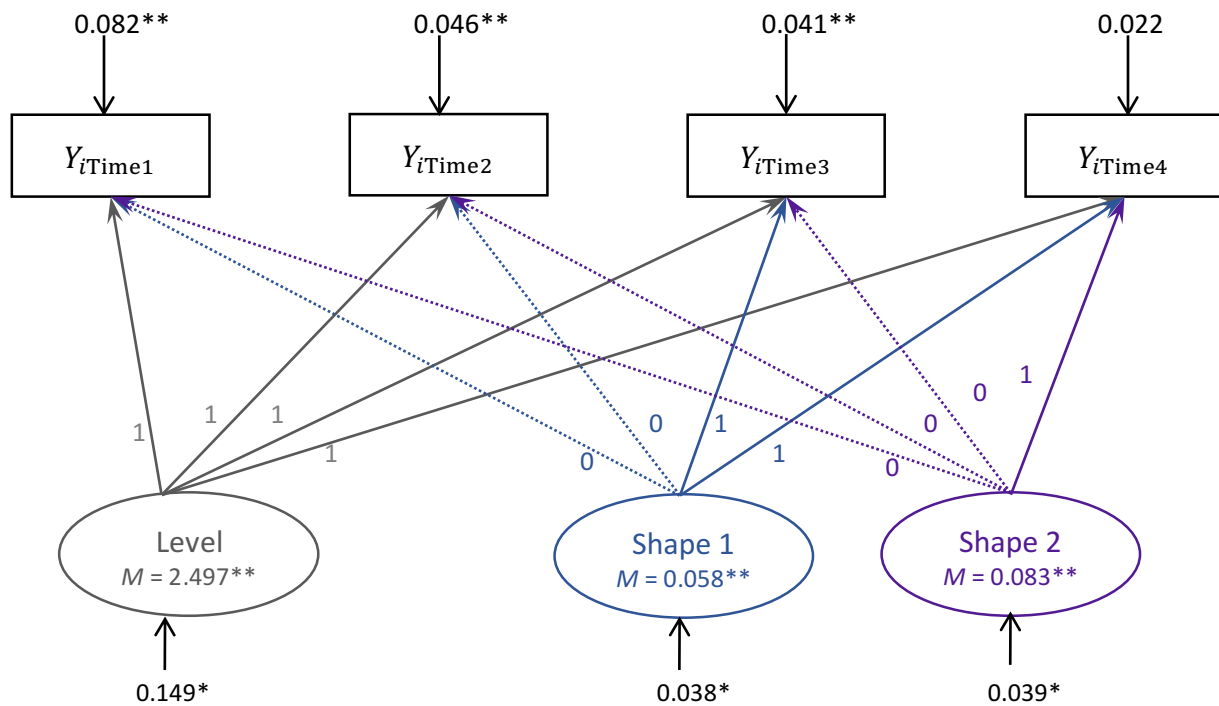 0.082** 0.046** 0.041** 0.022
YiTime1 YiTime2 YiTime3 YiTime4
1 1 1 1 0 0 1 1 0 0 0 1
Level Shape 1 Shape 2
M = 2.497** M = 0.058** M = 0.083**
0.149* 0.038* 0.039*